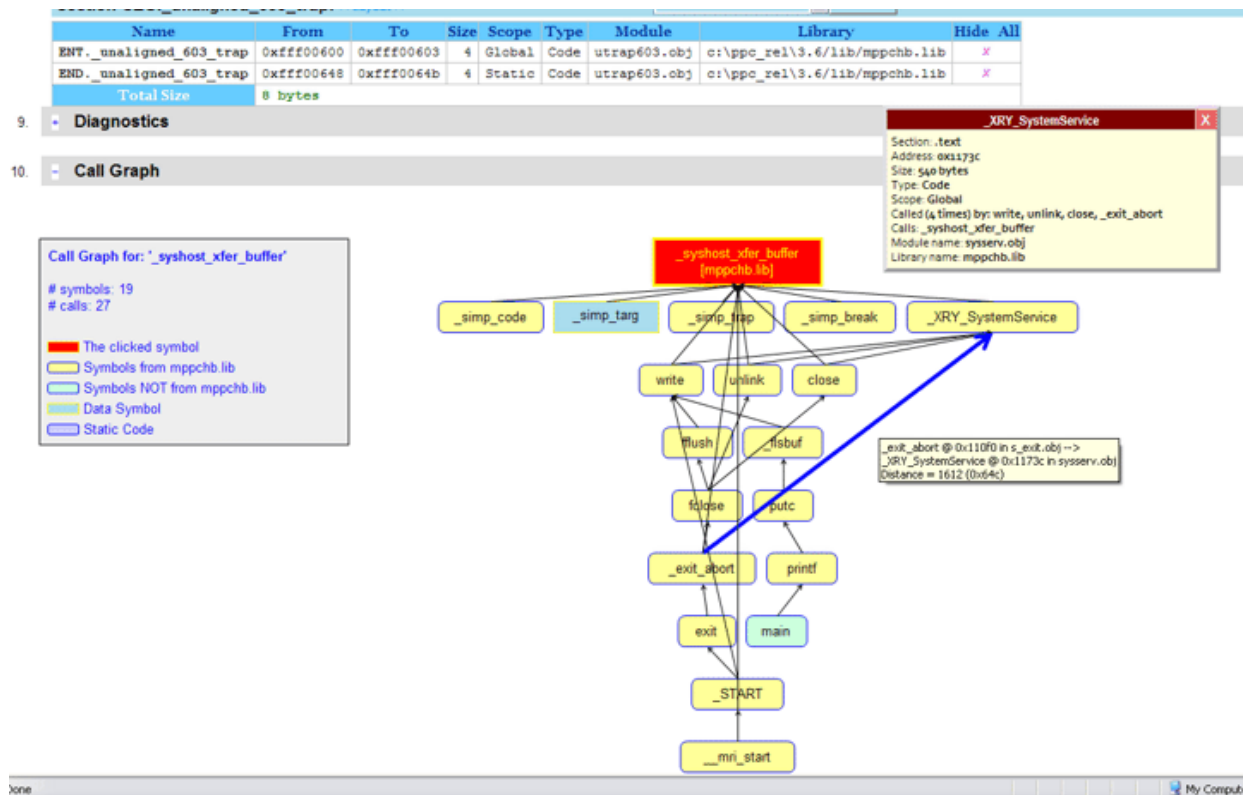 Name From To Size Scope Type Module Library Hide All
ENT._unaligned_603_trap 0xfff00600 0xfff00603 4 Global Code utrap603.obj c:\ppc_rel\3.6/lib/mppchb.lib X
END._unaligned_603_trap 0xfff00648 0xfff0064b 4 Static Code utrap603.obj c:\ppc_rel\3.6/lib/mppchb.lib X
Total Size 8 bytes
9. + Diagnostics
_XRY_SystemService X
Section: .text
Address: 0x1173c
Size: 540 bytes
Type: Code
Scope: Global
Called (4 times) by: write, unlink, close, _exit_abort
Calls: _syshost_xfer_buffer
Module name: sysserv.obj
Library name: mppchb.lib
10. - Call Graph
Call Graph for: '_syshost_xfer_buffer'
# symbols: 19
# calls: 27
The clicked symbol
Symbols from mppchb.lib
Symbols NOT from mppchb.lib
Data Symbol
Static Code
_syshost_xfer_buffer
[mppchb.lib]
_simp_code _simp_targ _simp_trap _simp_break _XRY_SystemService
write unlink close
fflush _flsbuf
_exit_abort @ 0x110f0 in s_exit.obj -->
_XRY_SystemService @ 0x1173c in sysserv.obj
Distance = 1612 (0x64c)
fclose putc
_exit_abort printf
exit main
_START
__mri_start
Done My Comput